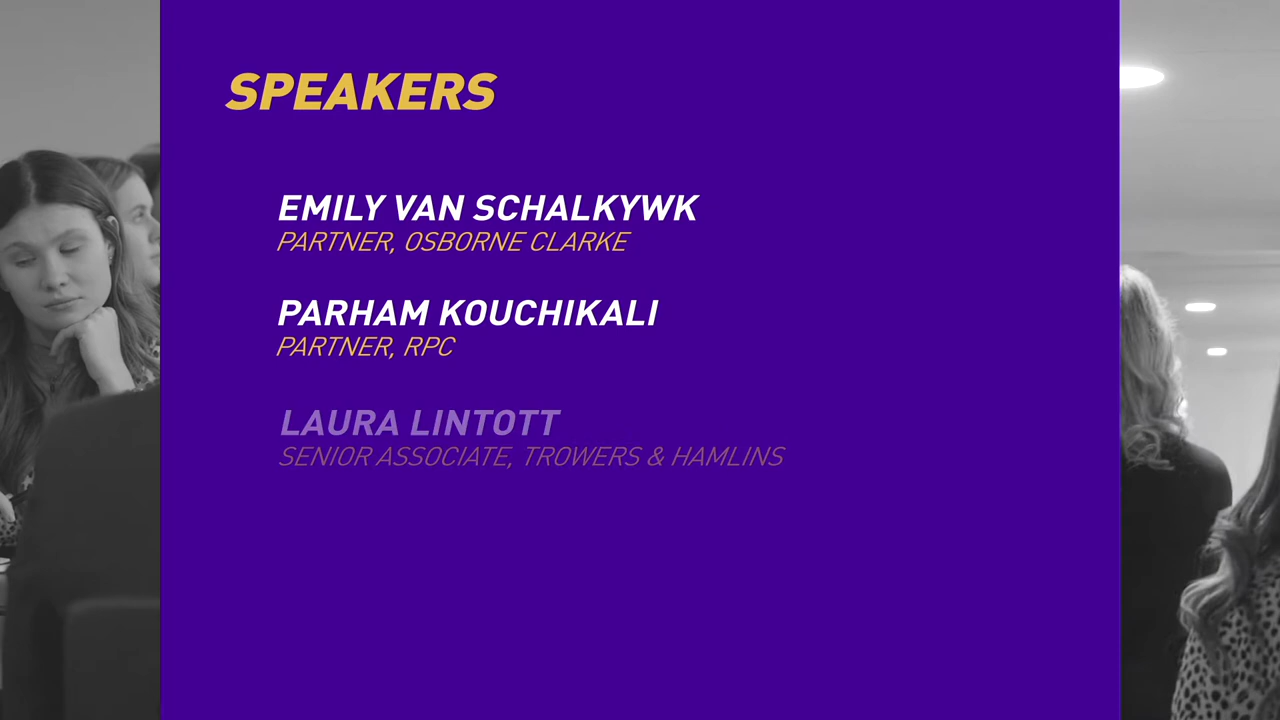 SPEAKERS
EMILY VAN SCHALKYWK
PARTNER, OSBORNE CLARKE
PARHAM KOUCHIKALI
PARTNER, RPC
LAURA LINTOTT
SENIOR ASSOCIATE, TROWERS & HAMLINS